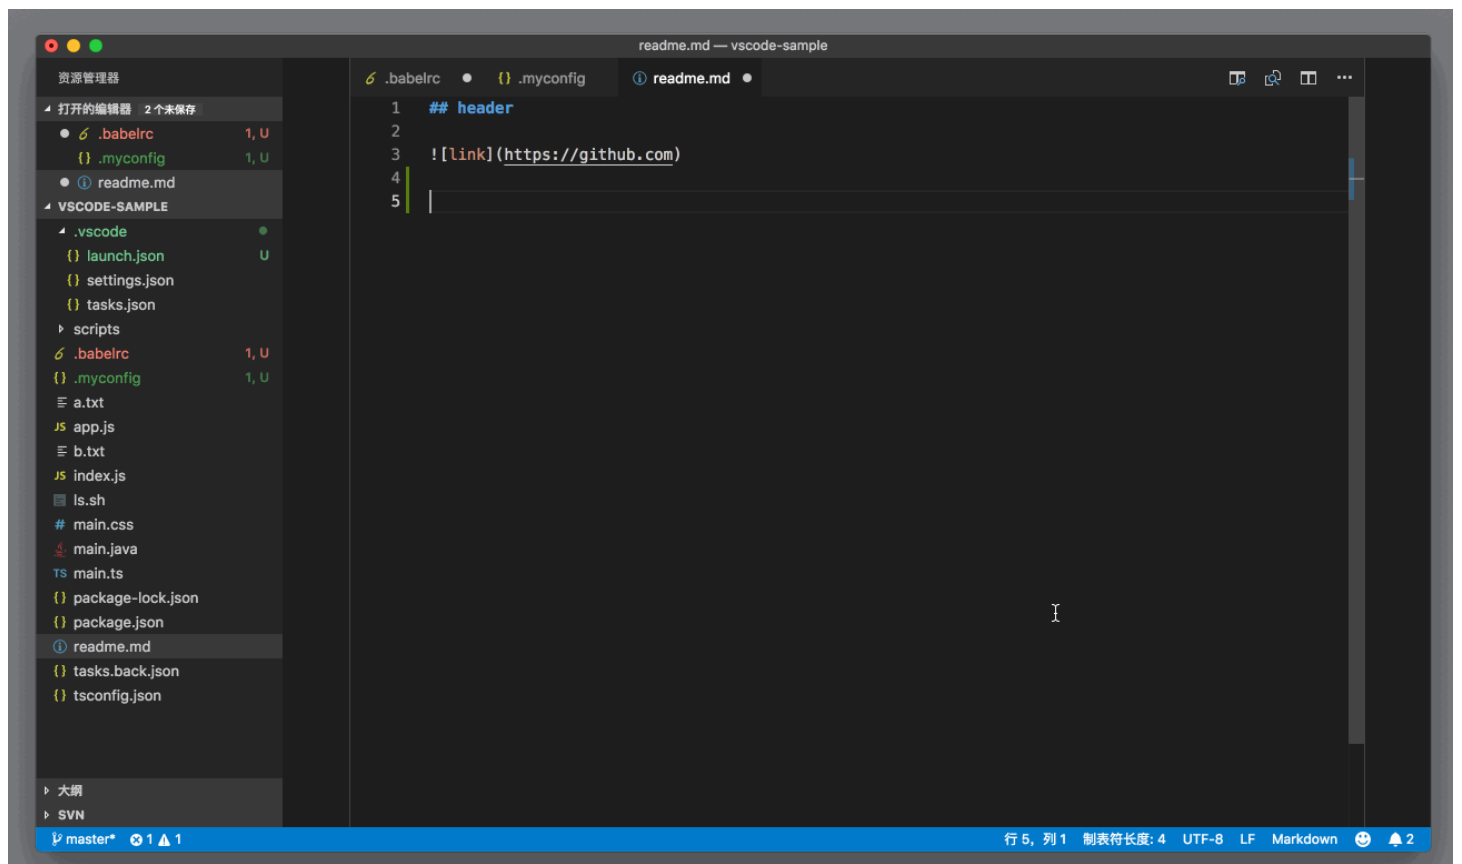 readme.md — vscode-sample
资源管理器
打开的编辑器 2 个未保存
.babelrc 1, U
{} .myconfig 1, U
readme.md
VSCODE-SAMPLE
.vscode
{} launch.json U
{} settings.json
{} tasks.json
scripts
.babelrc 1, U
{} .myconfig 1, U
a.txt
JS app.js
b.txt
JS index.js
ls.sh
# main.css
main.java
TS main.ts
{} package-lock.json
{} package.json
readme.md
{} tasks.back.json
{} tsconfig.json
大纲
SVN
.babelrc {} .myconfig readme.md
1 ## header
2
3 ![link](https://github.com)
4
5
master* 1 1 行 5，列 1 制表符长度: 4 UTF-8 LF Markdown 2